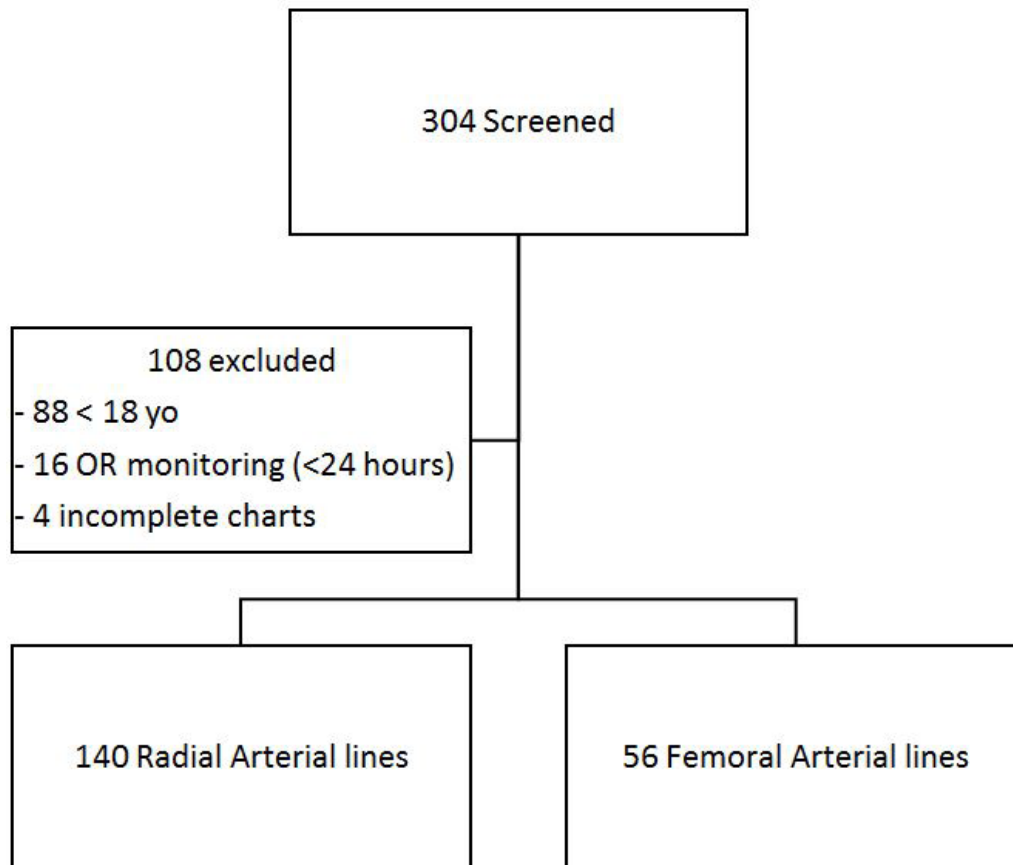 304 Screened
108 excluded
- 88 < 18 yo
- 16 OR monitoring (<24 hours)
- 4 incomplete charts
140 Radial Arterial lines
56 Femoral Arterial lines